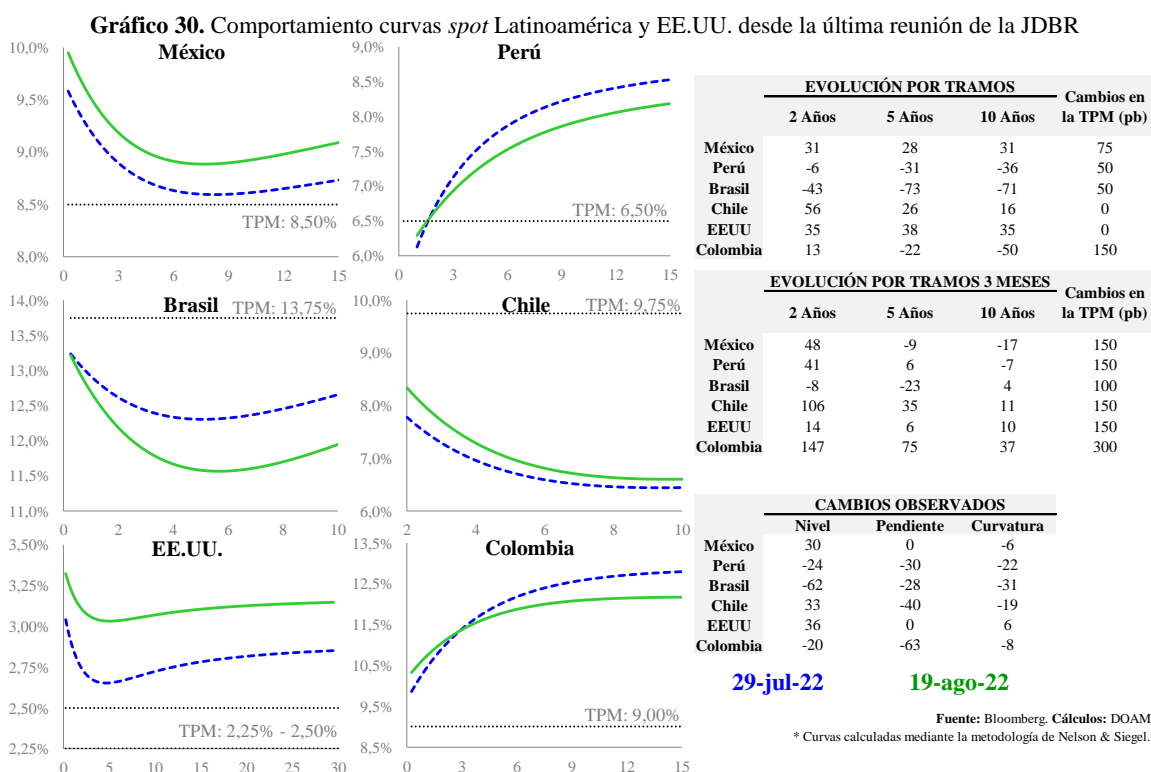 Gráfico 30. Comportamiento curvas spot Latinoamérica y EE.UU. desde la última reunión de la JDBR
México
10,0%
9,5%
9,0%
8,5%
8,0%
TPM: 8,50%
0 3 6 9 12 15
Perú
9,0%
8,5%
8,0%
7,5%
7,0%
6,5%
6,0%
TPM: 6,50%
0 3 6 9 12 15
Brasil
TPM: 13,75%
14,0%
13,5%
13,0%
12,5%
12,0%
11,5%
11,0%
0 2 4 6 8 10
Chile
TPM: 9,75%
10,0%
9,0%
8,0%
7,0%
6,0%
2 4 6 8 10
EE.UU.
3,50%
3,25%
3,00%
2,75%
2,50%
2,25%
TPM: 2,25% - 2,50%
0 5 10 15 20 25 30
Colombia
13,5%
12,5%
11,5%
10,5%
9,5%
8,5%
TPM: 9,00%
0 3 6 9 12 15
EVOLUCIÓN POR TRAMOS
Cambios en
la TPM (pb)
2 Años 5 Años 10 Años
México 31 28 31 75
Perú -6 -31 -36 50
Brasil -43 -73 -71 50
Chile 56 26 16 0
EEUU 35 38 35 0
Colombia 13 -22 -50 150
EVOLUCIÓN POR TRAMOS 3 MESES
Cambios en
la TPM (pb)
2 Años 5 Años 10 Años
México 48 -9 -17 150
Perú 41 6 -7 150
Brasil -8 -23 4 100
Chile 106 35 11 150
EEUU 14 6 10 150
Colombia 147 75 37 300
CAMBIOS OBSERVADOS
Nivel Pendiente Curvatura
México 30 0 -6
Perú -24 -30 -22
Brasil -62 -28 -31
Chile 33 -40 -19
EEUU 36 0 6
Colombia -20 -63 -8
29-jul-22 19-ago-22
Fuente: Bloomberg. Cálculos: DOAM
* Curvas calculadas mediante la metodología de Nelson & Siegel.